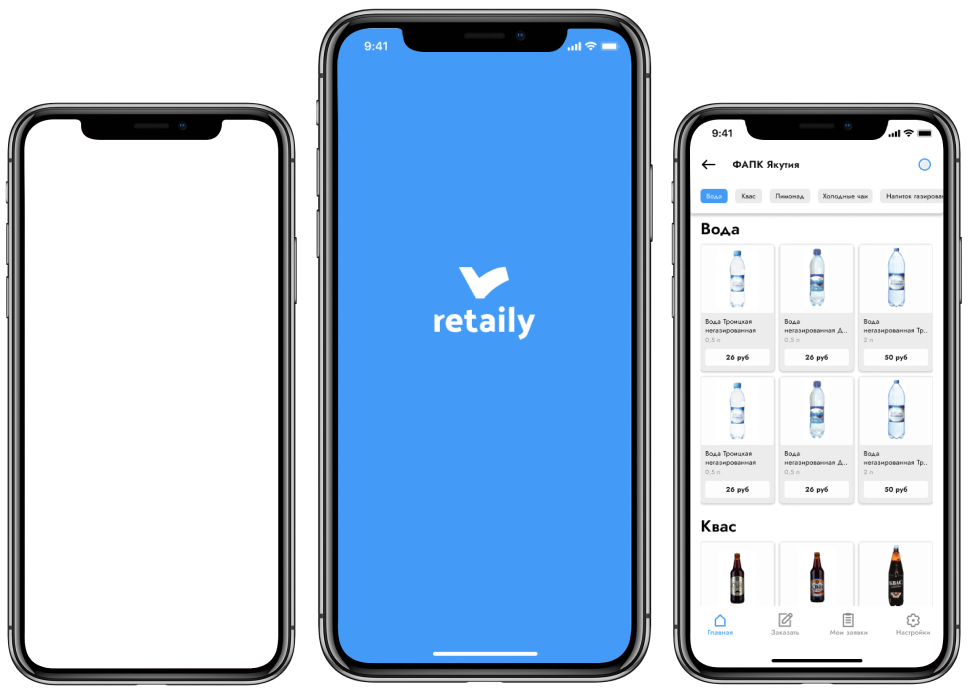 9:41
retaily
9:41
ФАПК Якутия
Вода Квас Лимонад Холодные чаи Напиток газирован
Вода
Вода Троицкая
негазированная
0,5 л
26 руб
Вода
негазированная Д..
0,5 л
26 руб
Вода
негазированная Тр..
2 л
50 руб
Вода Троицкая
негазированная
0,5 л
26 руб
Вода
негазированная Д..
0,5 л
26 руб
Вода
негазированная Тр..
2 л
50 руб
Квас
КВАС
Главная Заказать Мои заявки Настройки